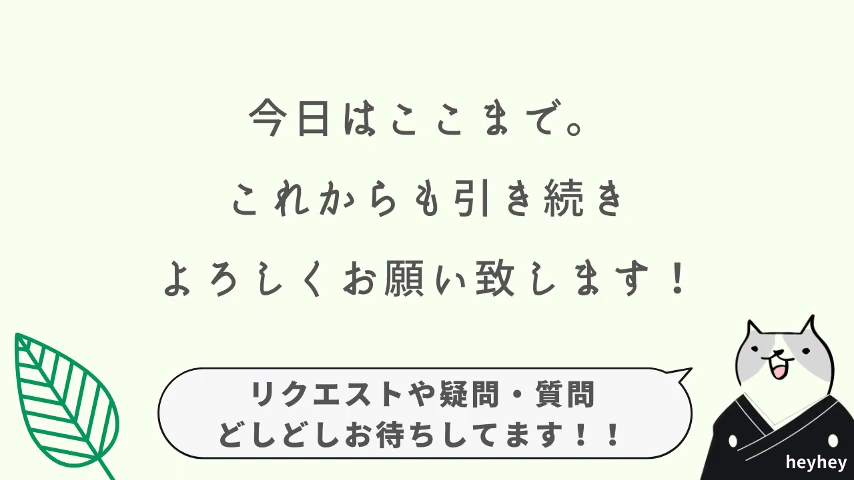 今日はここまで。
これからも引き続き
よろしくお願い致します！
リクエストや疑問・質問
どしどしお待ちしてます！！
heyhey